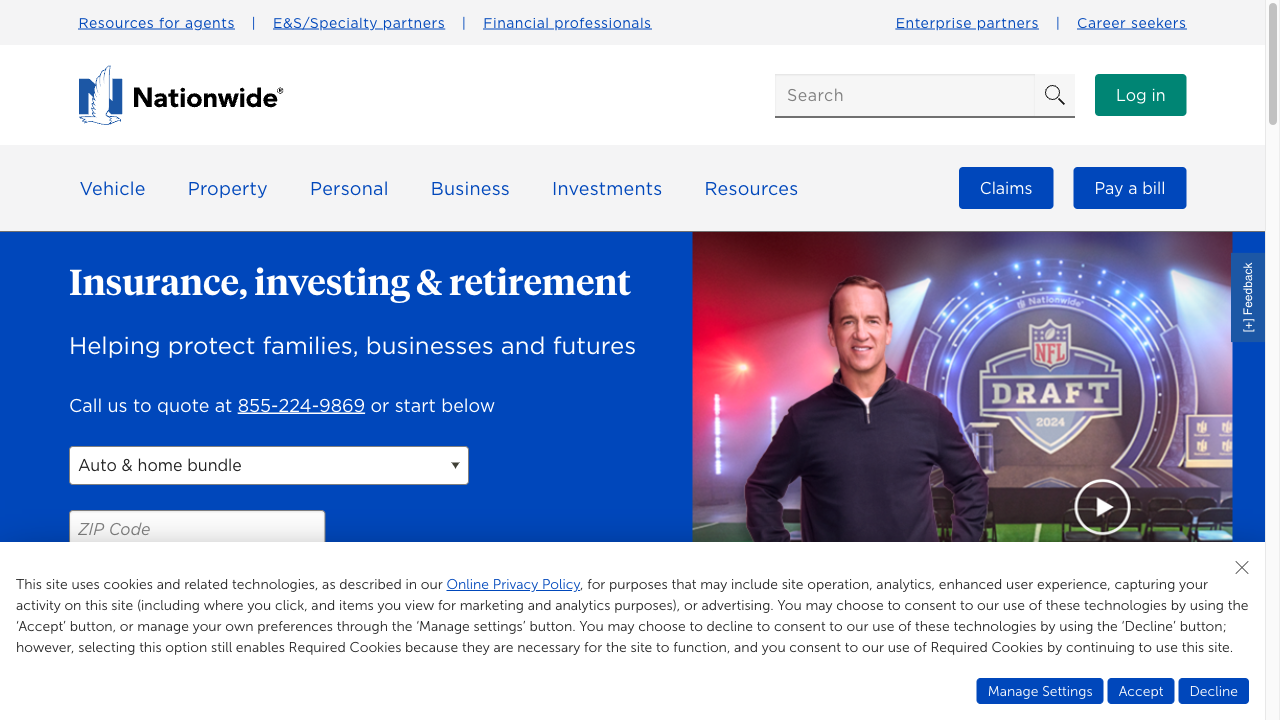 Resources for agents | E&S/Specialty partners | Financial professionals Enterprise partners | Career seekers
Nationwide®
Search
Log in
Vehicle Property Personal Business Investments Resources Claims Pay a bill
Insurance, investing & retirement
Helping protect families, businesses and futures
Call us to quote at 855-224-9869 or start below
Auto & home bundle
ZIP Code
Nationwide®
NFL
DRAFT
2024
[+] Feedback
This site uses cookies and related technologies, as described in our Online Privacy Policy, for purposes that may include site operation, analytics, enhanced user experience, capturing your
activity on this site (including where you click, and items you view for marketing and analytics purposes), or advertising. You may choose to consent to our use of these technologies by using the
‘Accept’ button, or manage your own preferences through the ‘Manage settings’ button. You may choose to decline to consent to our use of these technologies by using the ‘Decline’ button;
however, selecting this option still enables Required Cookies because they are necessary for the site to function, and you consent to our use of Required Cookies by continuing to use this site.
Manage Settings Accept Decline